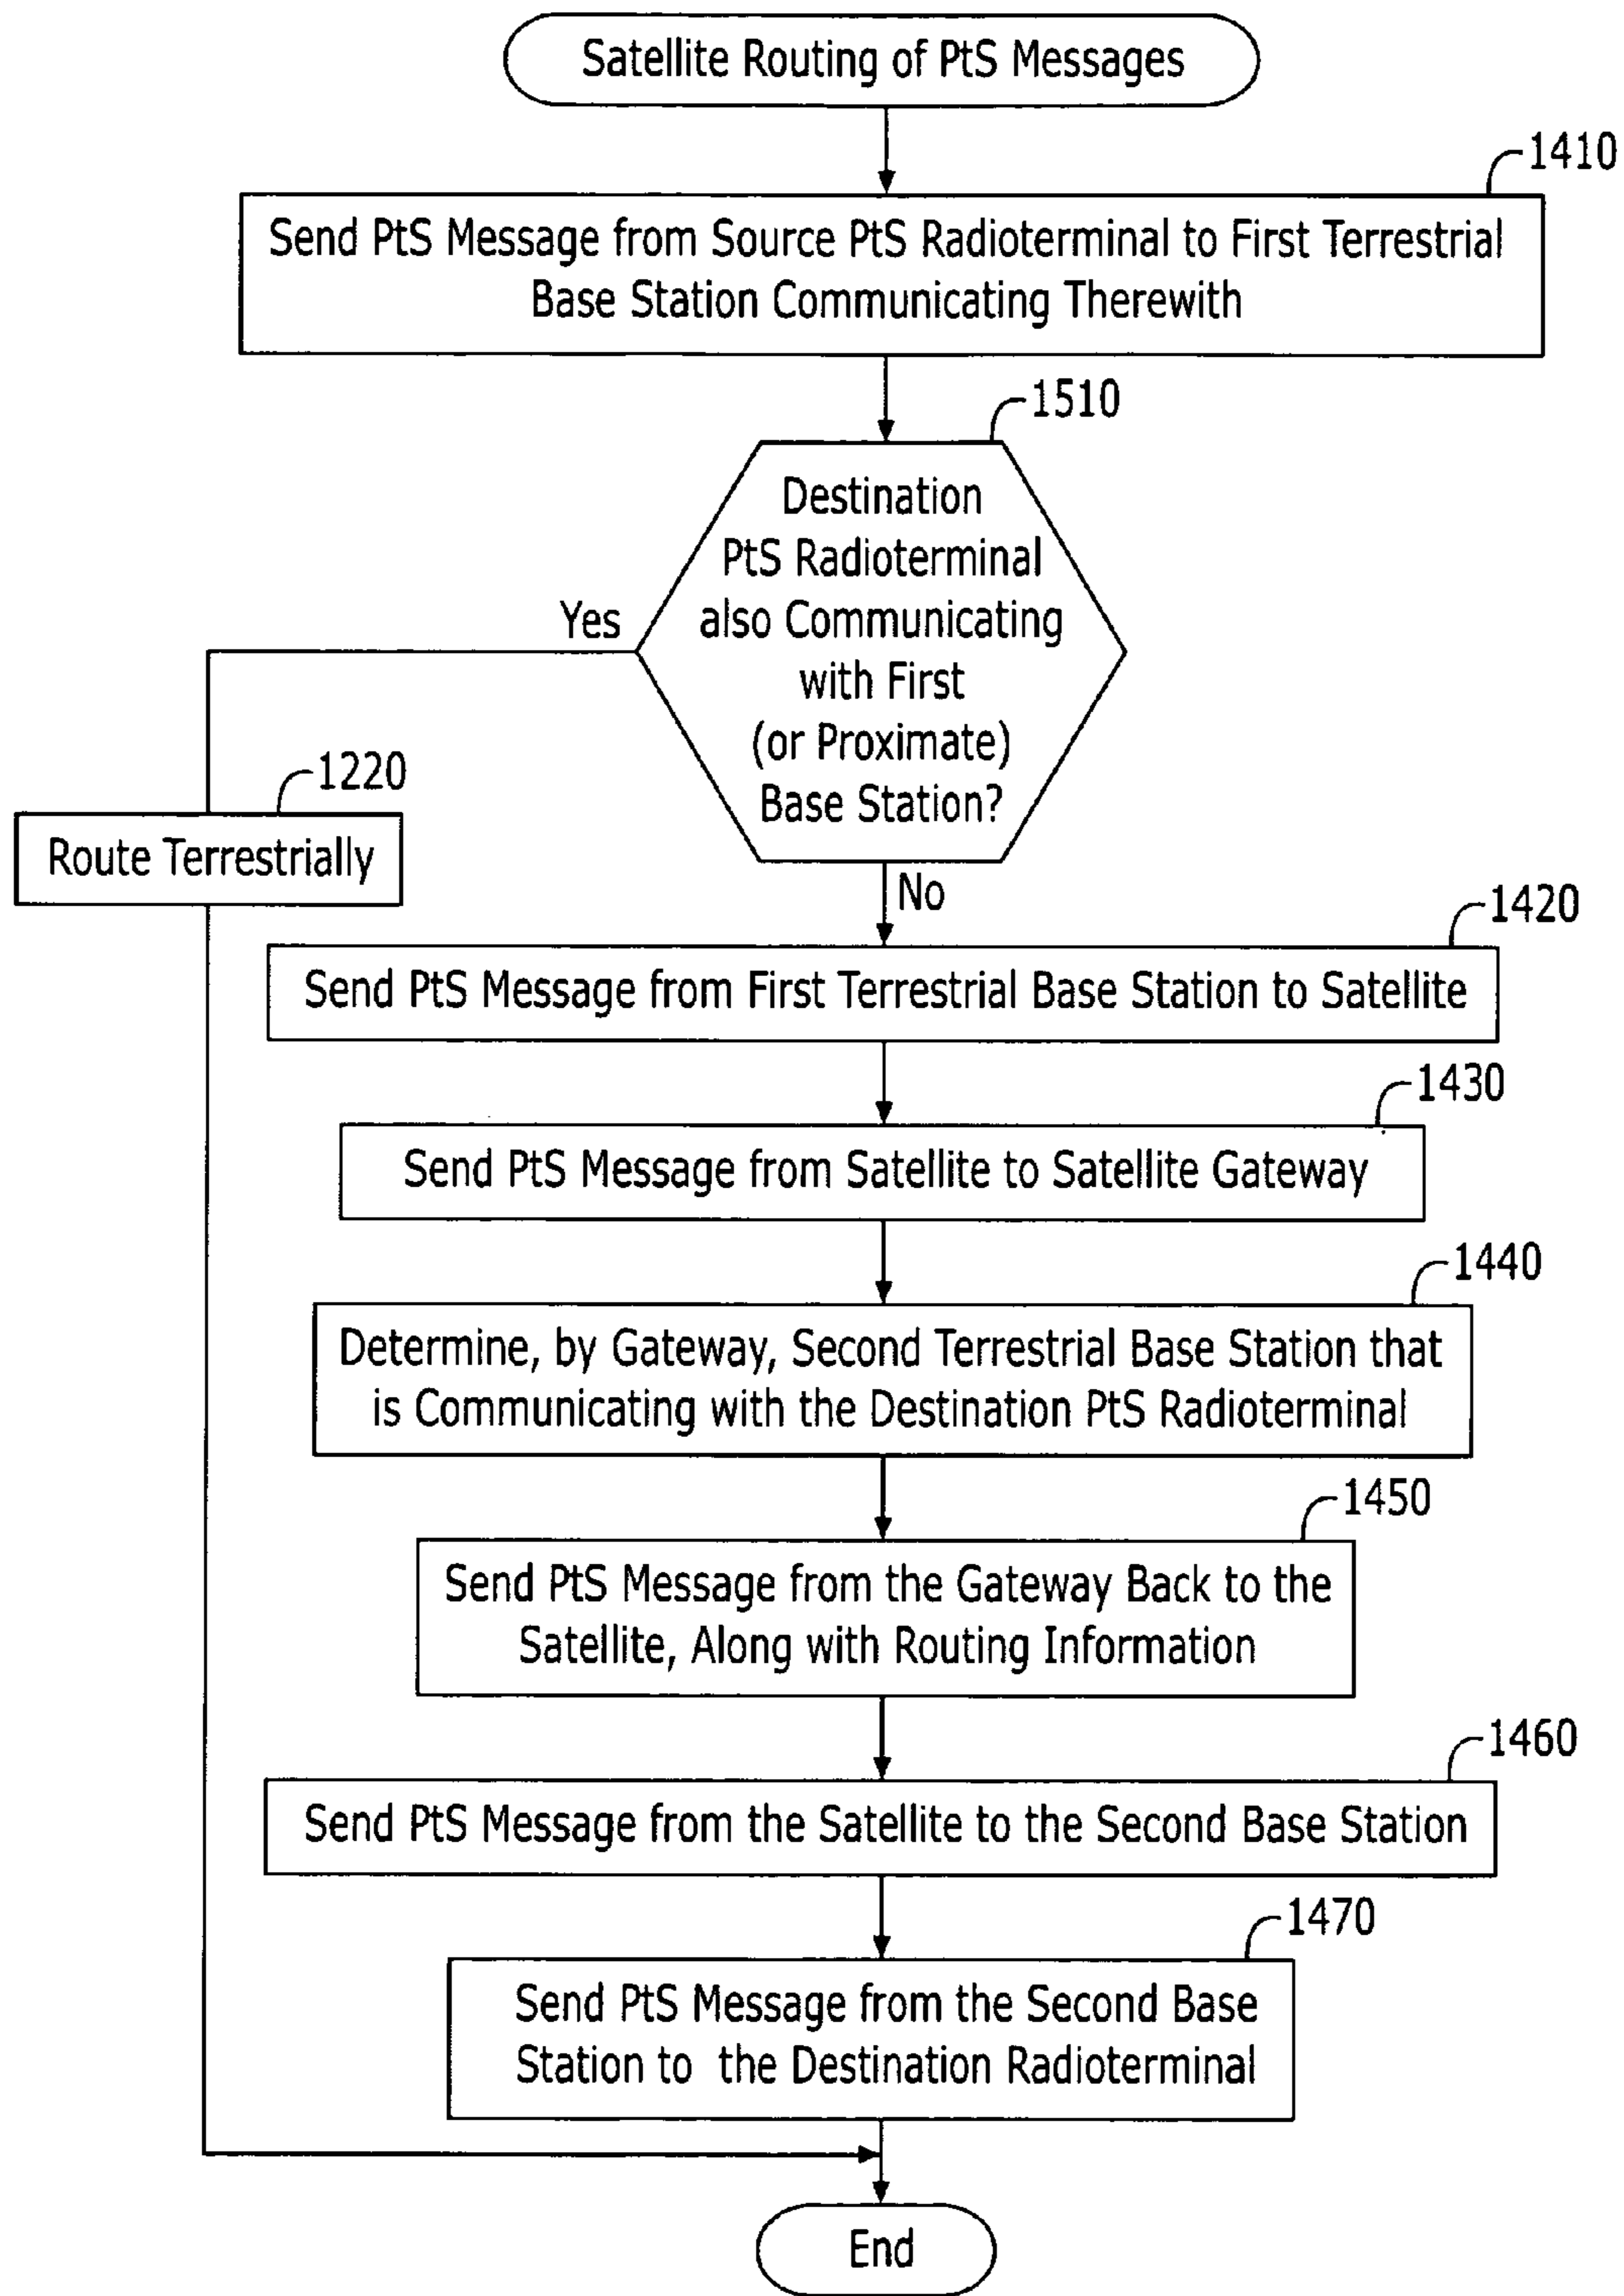 Satellite Routing of PtS Messages
1410
Send PtS Message from Source PtS Radioterminal to First Terrestrial
Base Station Communicating Therewith
1510
Destination
PtS Radioterminal
also Communicating
with First
(or Proximate)
Base Station?
Yes
1220
Route Terrestrially
No
1420
Send PtS Message from First Terrestrial Base Station to Satellite
1430
Send PtS Message from Satellite to Satellite Gateway
1440
Determine, by Gateway, Second Terrestrial Base Station that
is Communicating with the Destination PtS Radioterminal
1450
Send PtS Message from the Gateway Back to the
Satellite, Along with Routing Information
1460
Send PtS Message from the Satellite to the Second Base Station
1470
Send PtS Message from the Second Base
Station to the Destination Radioterminal
End